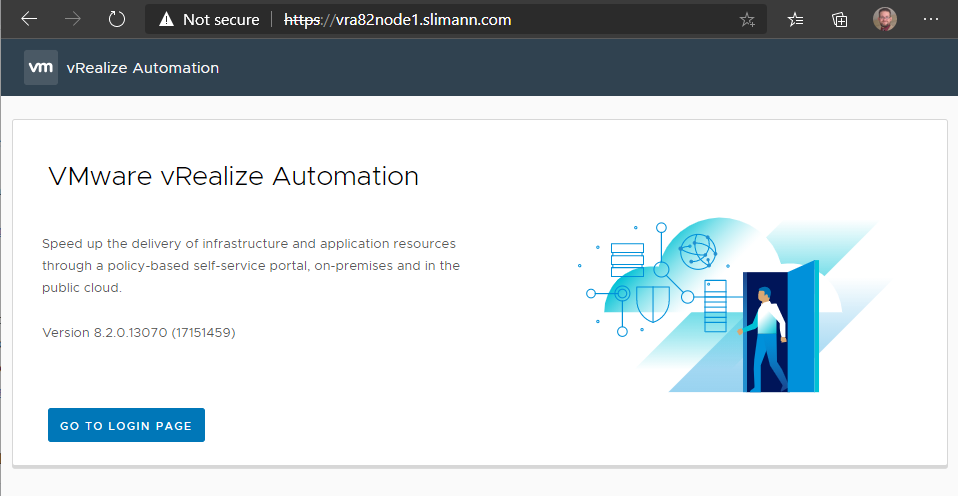 Not secure | https://vra82node1.slimann.com
vm vRealize Automation
VMware vRealize Automation
Speed up the delivery of infrastructure and application resources
through a policy-based self-service portal, on-premises and in the
public cloud.
Version 8.2.0.13070 (17151459)
GO TO LOGIN PAGE